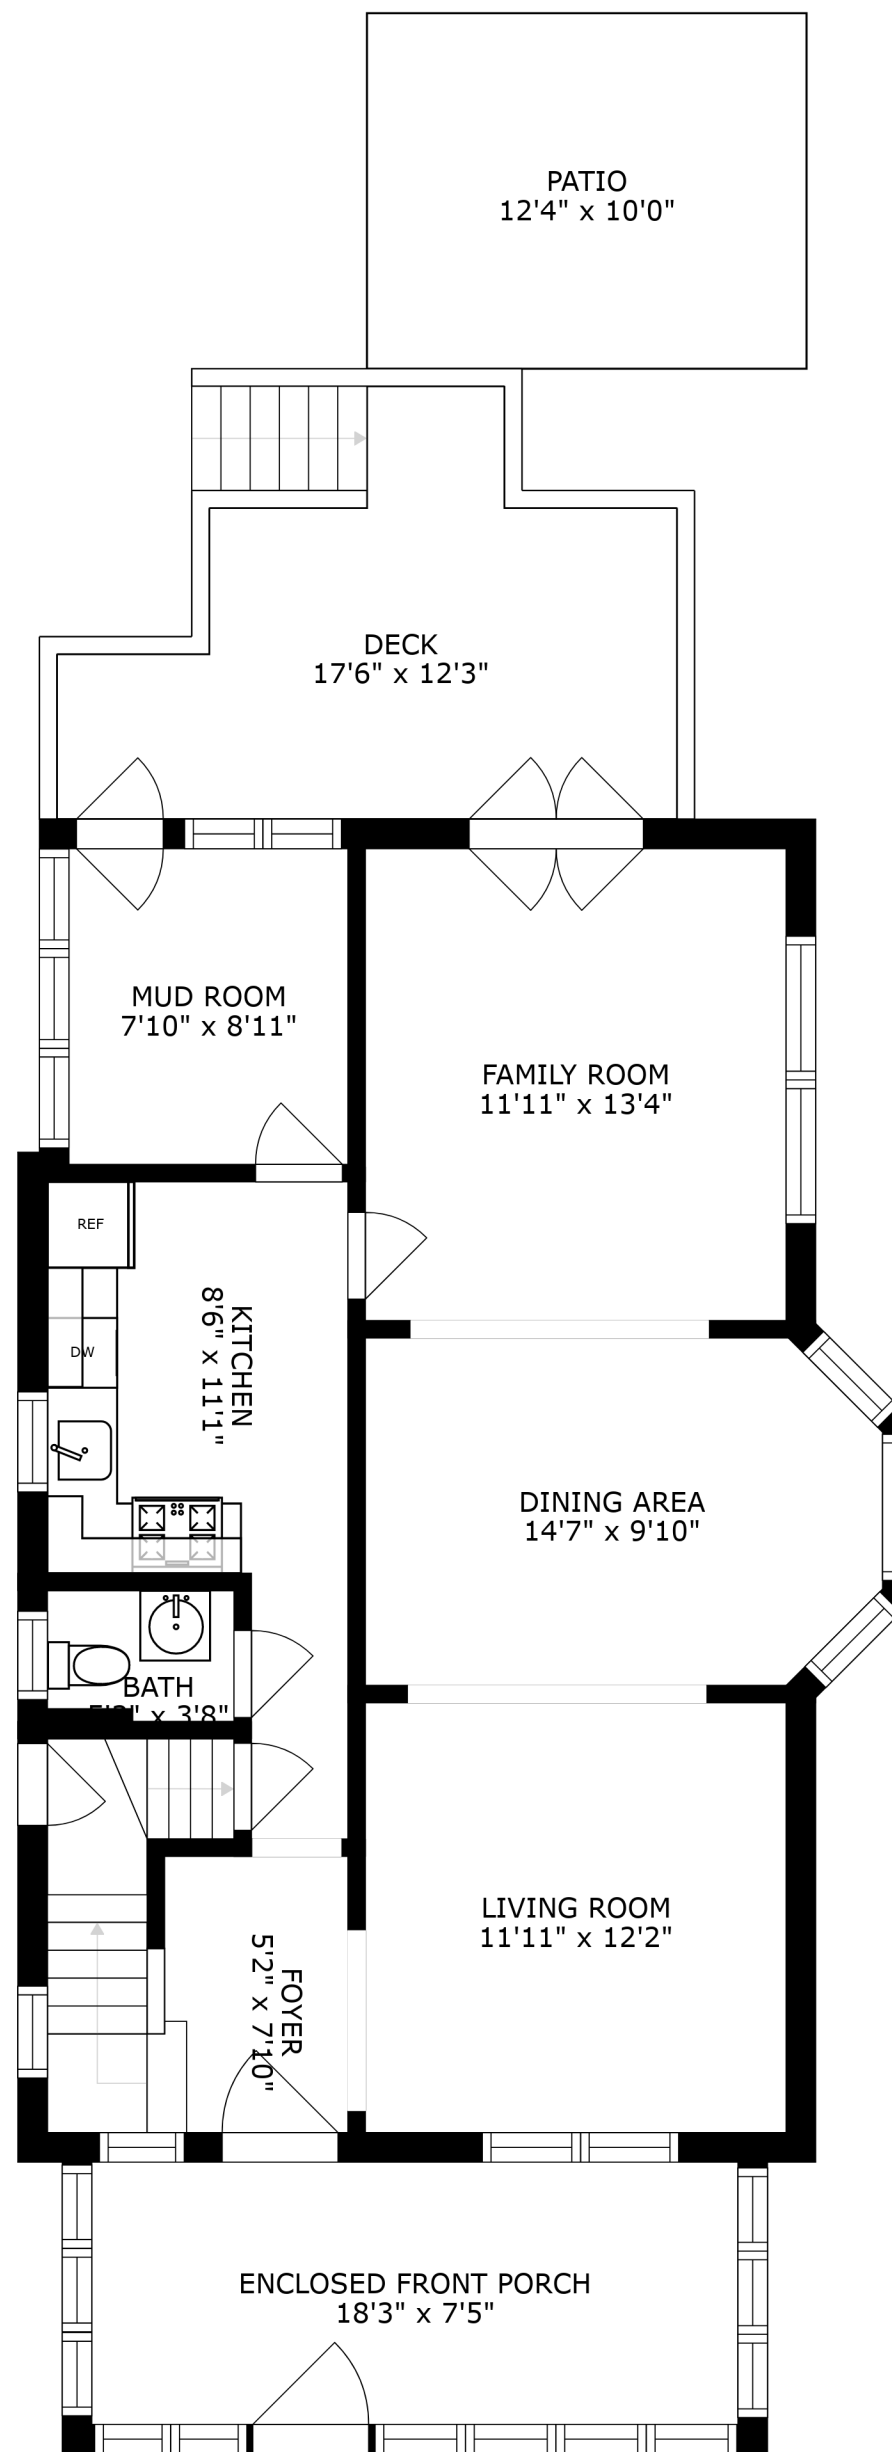 PATIO
12'4" x 10'0"
DECK
17'6" x 12'3"
MUD ROOM
7'10" x 8'11"
FAMILY ROOM
11'11" x 13'4"
REF
KITCHEN
8'6" x 11'1"
DW
DINING AREA
14'7" x 9'10"
BATH
x 3'8"
LIVING ROOM
11'11" x 12'2"
FOYER
5'2" x 7'10"
ENCLOSED FRONT PORCH
18'3" x 7'5"